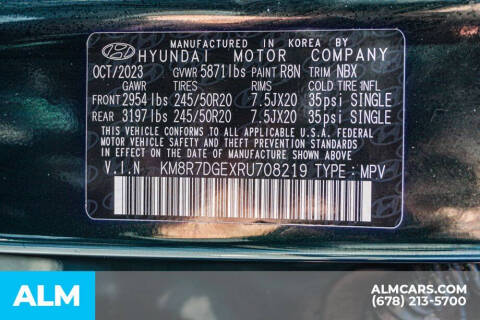 MANUFACTURED IN KOREA BY
HYUNDAI MOTOR COMPANY
OCT/2023 GVWR 5871lbs PAINT R8N TRIM NBX
GAWR TIRES RIMS COLD TIRE INFL
FRONT 2954 lbs 245/50R20 7.5JX20 35psi SINGLE
REAR 3197 lbs 245/50R20 7.5JX20 35psi SINGLE
THIS VEHICLE CONFORMS TO ALL APPLICABLE U.S.A FEDERAL
MOTOR VEHICLE SAFETY AND THEFT PREVENTION STANDARDS
IN EFFECT ON THE DATE OF MANUFACTURE SHOWN ABOVE.
V.I.N KM8R7DGEXRU708219 TYPE : MPV
ALM
ALMCARS.COM
(678) 213-5700